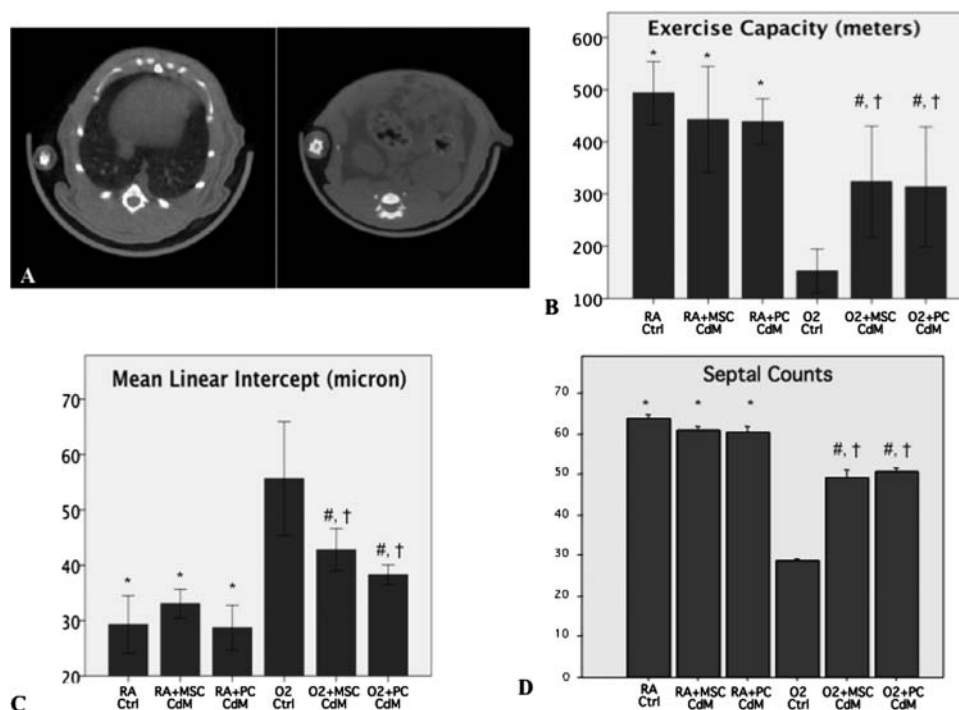 A
Exercise Capacity (meters)
600
500
400
300
200
100
* * * #, † #, †
RA RA+MSC RA+PC O2 O2+MSC O2+PC
Ctrl CdM CdM Ctrl CdM CdM
B
Mean Linear Intercept (micron)
70
60
50
40
30
20
* * * #, † #, †
RA RA+MSC RA+PC O2 O2+MSC O2+PC
Ctrl CdM CdM Ctrl CdM CdM
C
Septal Counts
70
60
50
40
30
20
10
0
* * * #, † #, †
RA RA+MSC RA+PC O2 O2+MSC O2+PC
Ctrl CdM CdM Ctrl CdM CdM
D